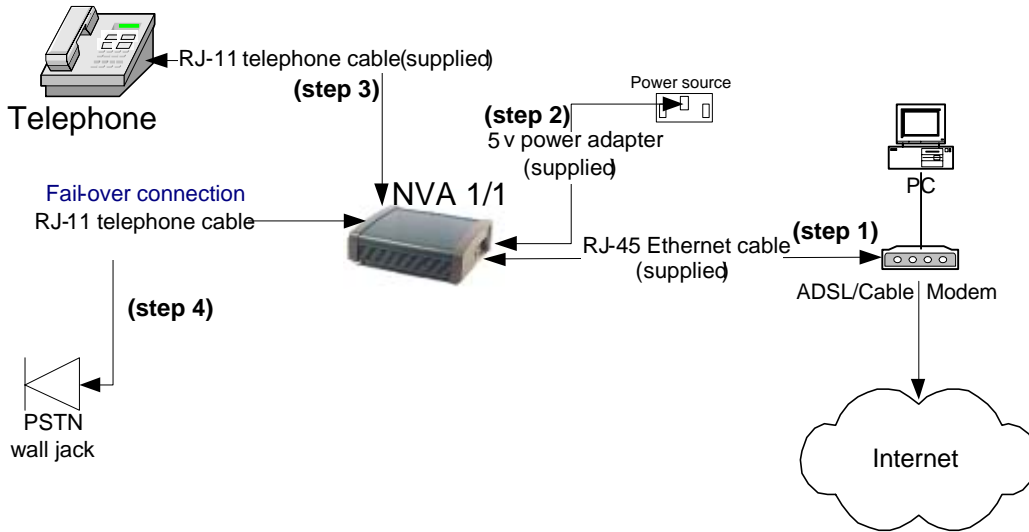 RJ-11 telephone cable(supplied)
(step 3)
Telephone
Power source
(step 2)
5 v power adapter
(supplied)
PC
Fail-over connection
RJ-11 telephone cable
NVA 1/1
RJ-45 Ethernet cable
(supplied)
(step 1)
ADSL/Cable Modem
(step 4)
PSTN
wall jack
Internet